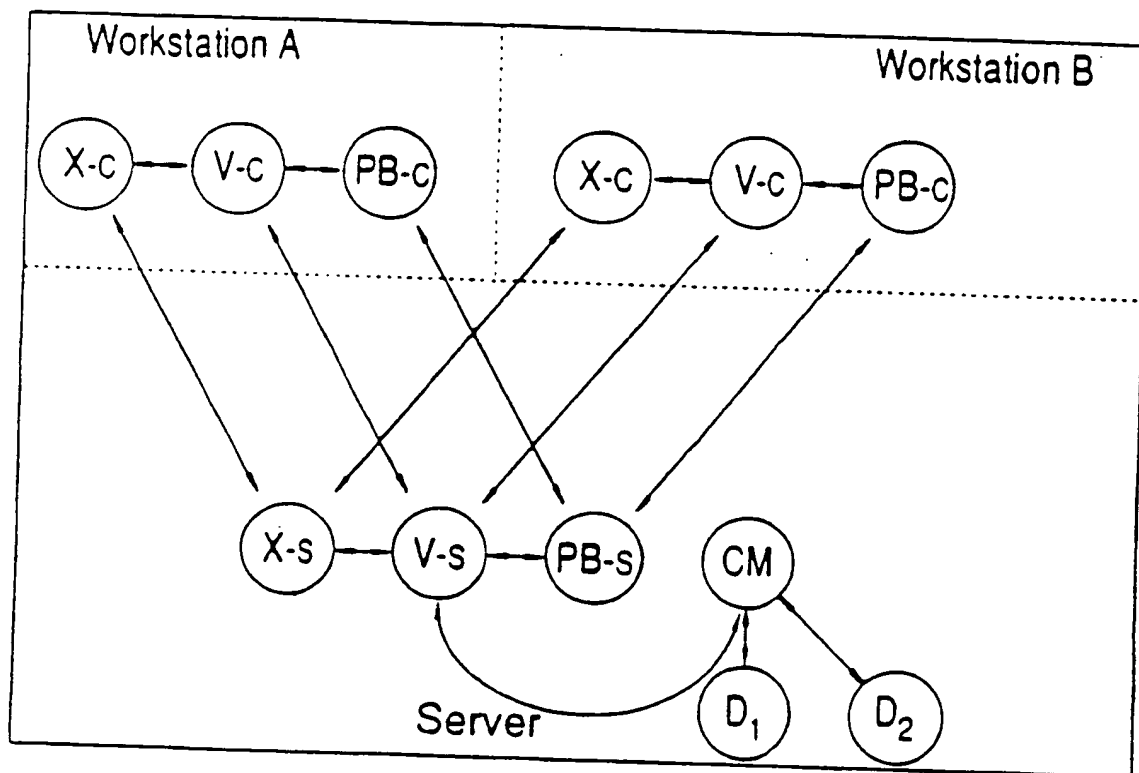 Workstation A
Workstation B
X-c
V-c
PB-c
X-c
V-c
PB-c
X-s
V-s
PB-s
CM
Server
D1
D2